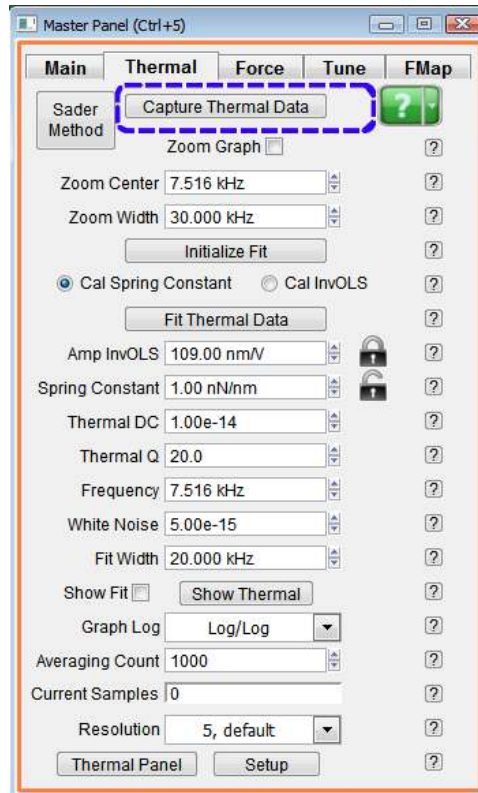 Master Panel (Ctrl+5)
Main Thermal Force Tune FMap
Sader Method
Capture Thermal Data
?
Zoom Graph ?
Zoom Center 7.516 kHz ?
Zoom Width 30.000 kHz ?
Initialize Fit ?
Cal Spring Constant Cal InvOLS ?
Fit Thermal Data ?
Amp InvOLS 109.00 nm/V ?
Spring Constant 1.00 nN/nm ?
Thermal DC 1.00e-14 ?
Thermal Q 20.0 ?
Frequency 7.516 kHz ?
White Noise 5.00e-15 ?
Fit Width 20.000 kHz ?
Show Fit Show Thermal ?
Graph Log Log/Log ?
Averaging Count 1000 ?
Current Samples 0 ?
Resolution 5, default ?
Thermal Panel Setup ?